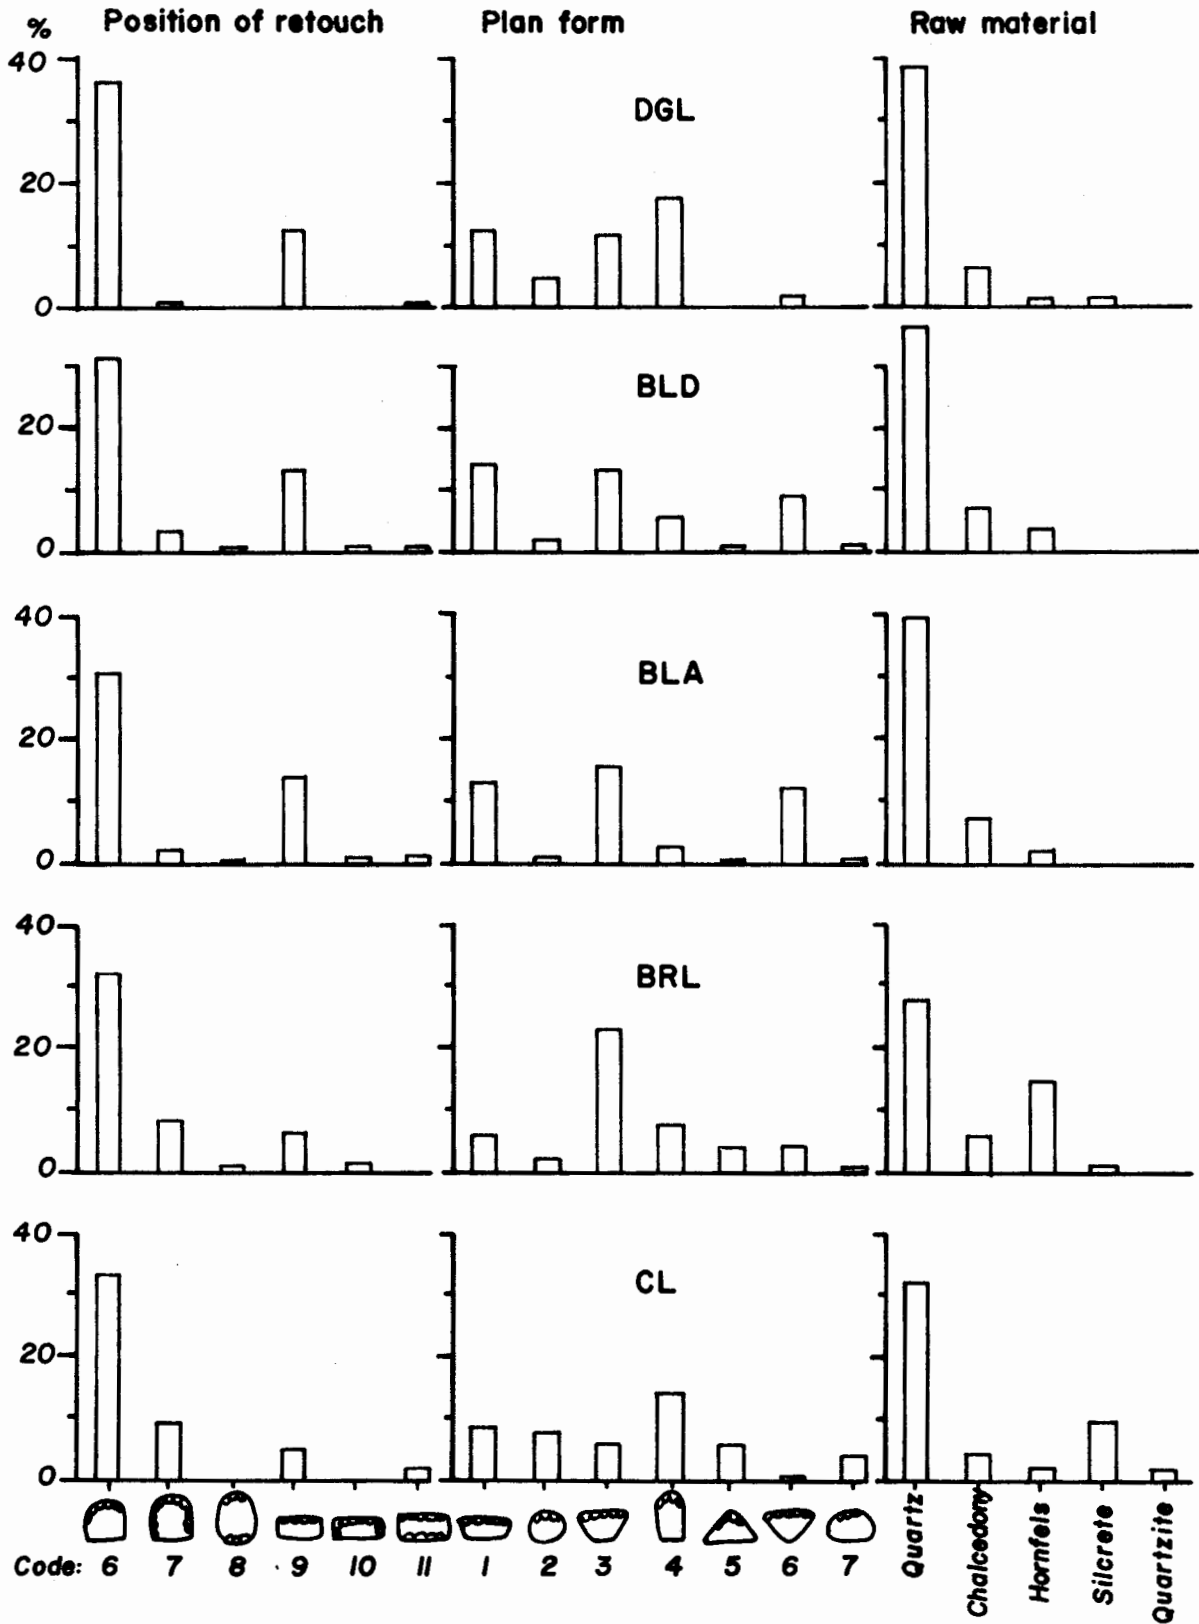 % Position of retouch Plan form Raw material
40
DGL
20
0
BLD
20
0
40
BLA
20
0
40
BRL
20
0
40
CL
20
0
Code: 6 7 8 9 10 11 1 2 3 4 5 6 7
Quartz
Chalcedony
Hornfels
Silcrete
Quartzite